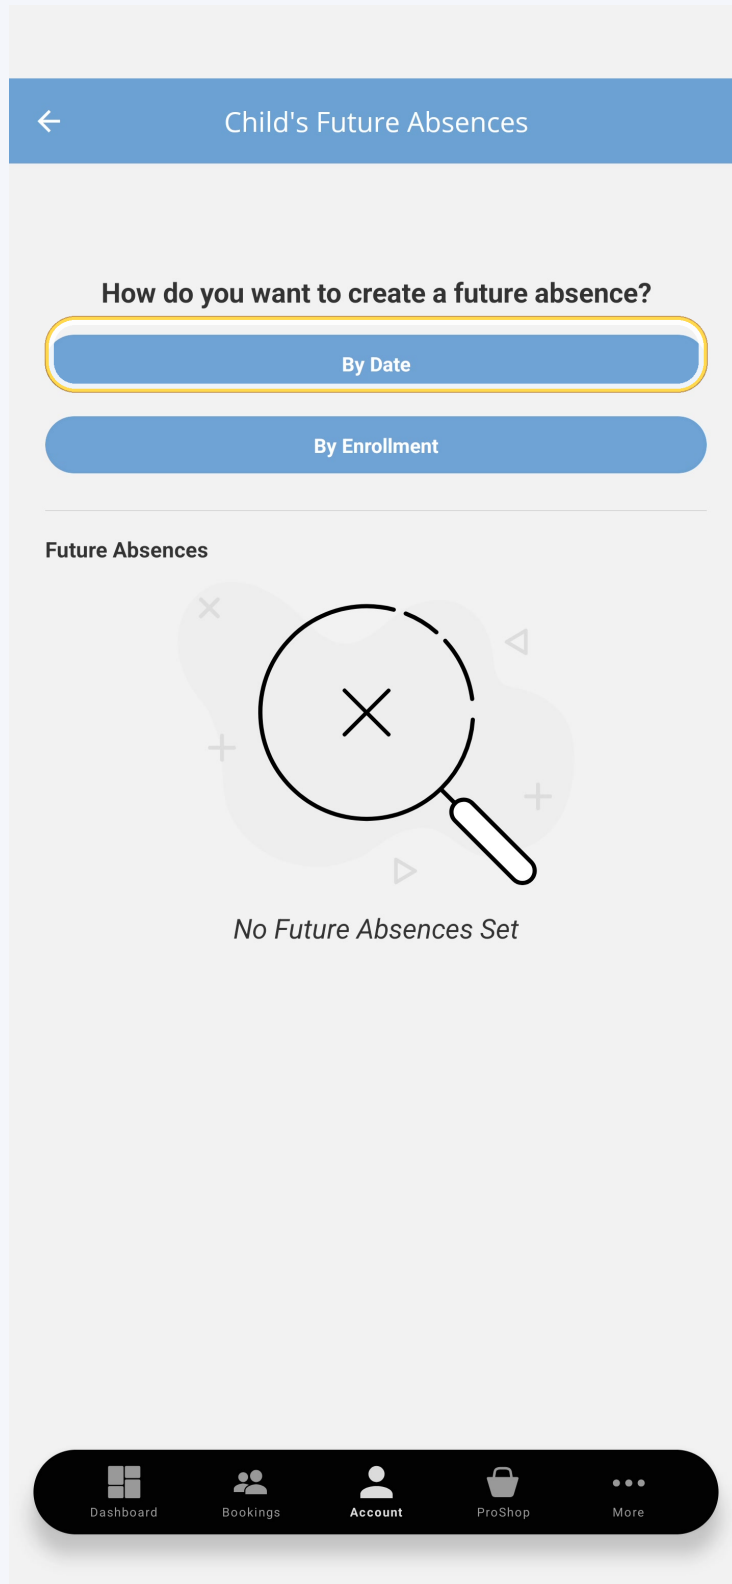 Child's Future Absences
How do you want to create a future absence?
By Date
By Enrollment
Future Absences
No Future Absences Set
Dashboard
Bookings
Account
ProShop
More